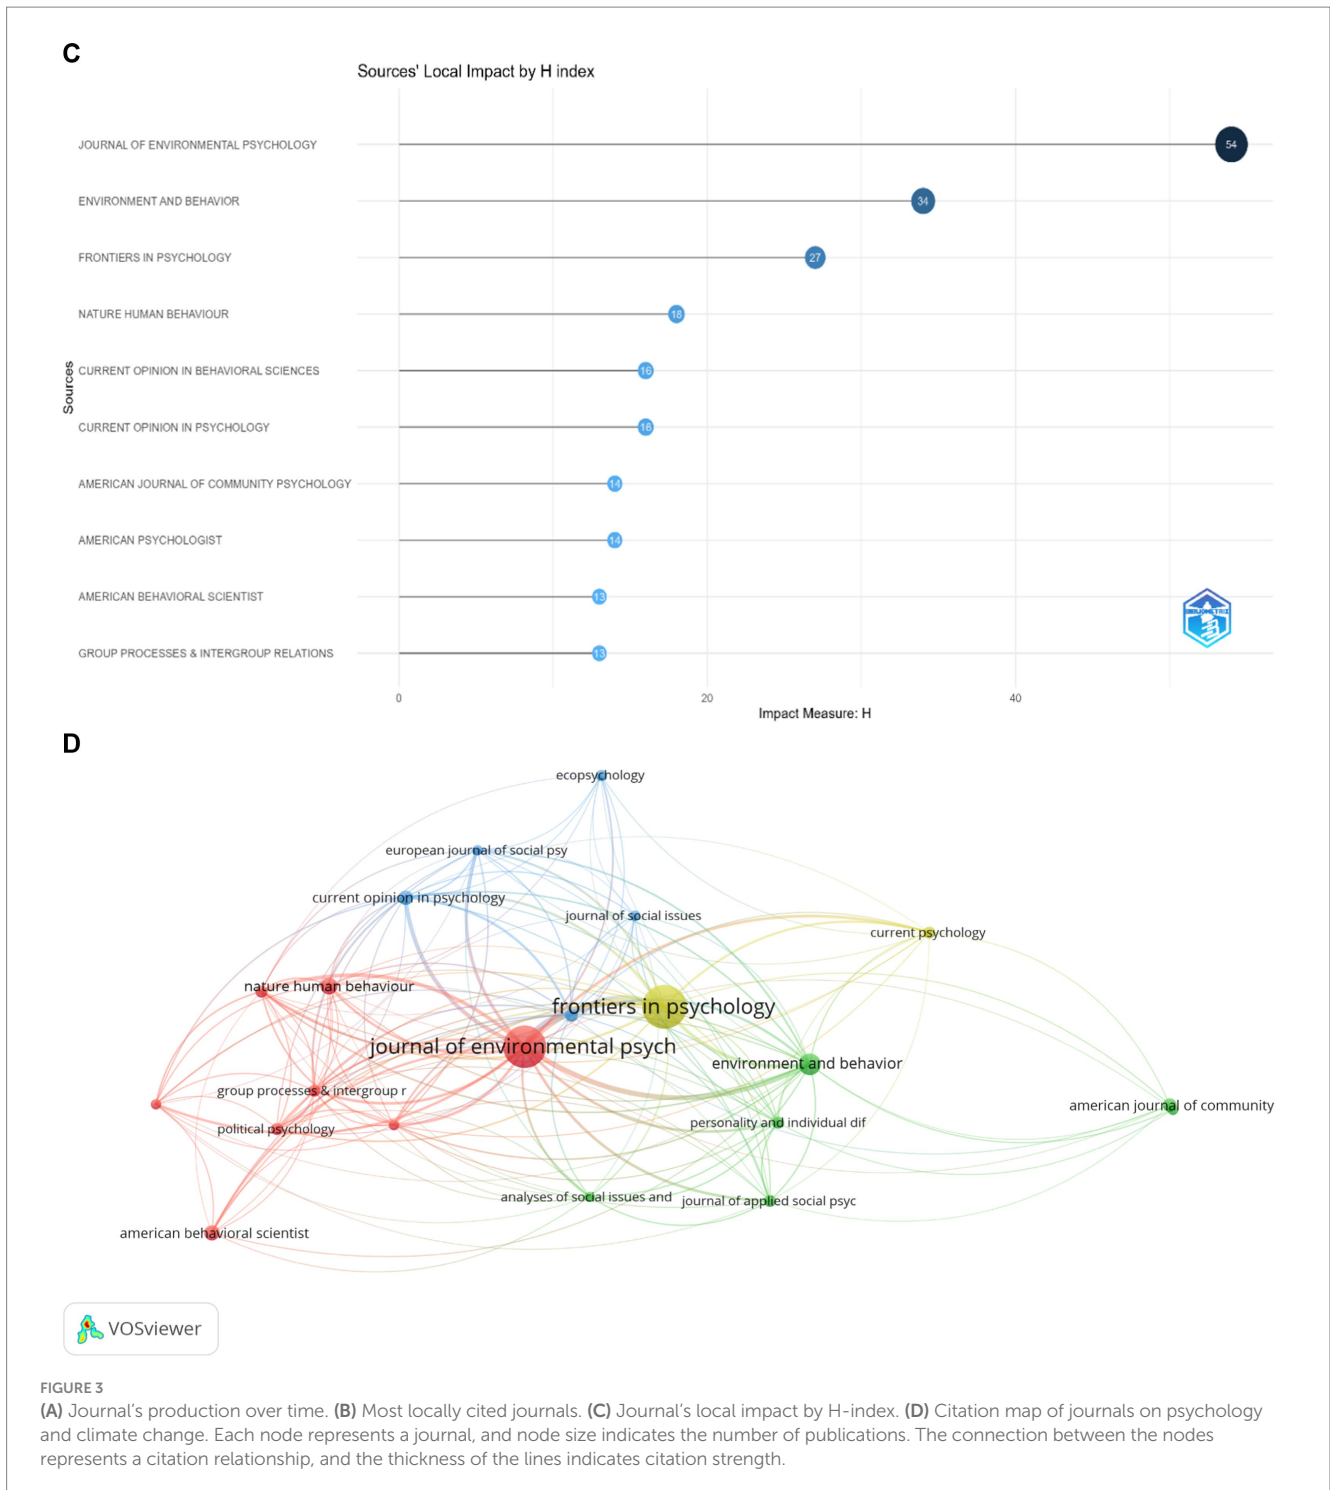 C
Sources' Local Impact by H index
JOURNAL OF ENVIRONMENTAL PSYCHOLOGY
54
ENVIRONMENT AND BEHAVIOR
34
FRONTIERS IN PSYCHOLOGY
27
NATURE HUMAN BEHAVIOUR
18
CURRENT OPINION IN BEHAVIORAL SCIENCES
16
Sources
CURRENT OPINION IN PSYCHOLOGY
16
AMERICAN JOURNAL OF COMMUNITY PSYCHOLOGY
14
AMERICAN PSYCHOLOGIST
14
AMERICAN BEHAVIORAL SCIENTIST
13
BIBLIOMETRIX
GROUP PROCESSES & INTERGROUP RELATIONS
13
0 20 40
Impact Measure: H
D
ecopsychology
european journal of social psy
current opinion in psychology
journal of social issues
current psychology
nature human behaviour
frontiers in psychology
journal of environmental psych
environment and behavior
group processes & intergroup r
american journal of community
political psychology
personality and individual dif
analyses of social issues and
journal of applied social psyc
american behavioral scientist
VOSviewer
FIGURE 3
(A) Journal's production over time. (B) Most locally cited journals. (C) Journal's local impact by H-index. (D) Citation map of journals on psychology
and climate change. Each node represents a journal, and node size indicates the number of publications. The connection between the nodes
represents a citation relationship, and the thickness of the lines indicates citation strength.